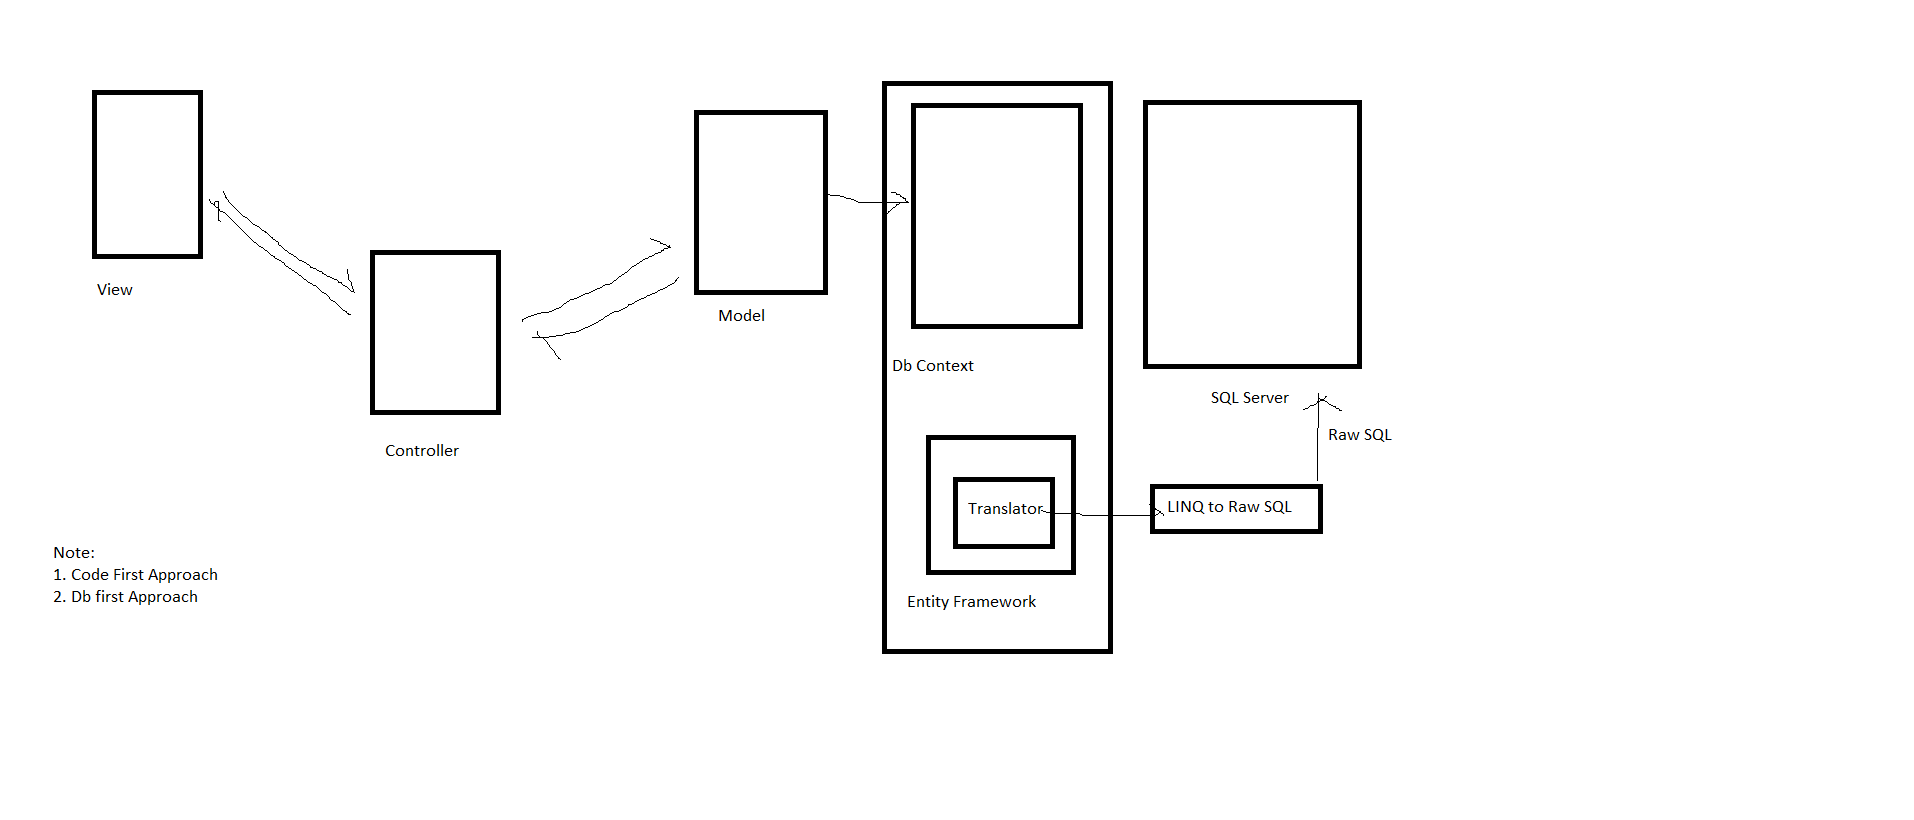 View
Controller
Model
Db Context
SQL Server
Raw SQL
Translator
LINQ to Raw SQL
Entity Framework
Note:
1. Code First Approach
2. Db first Approach